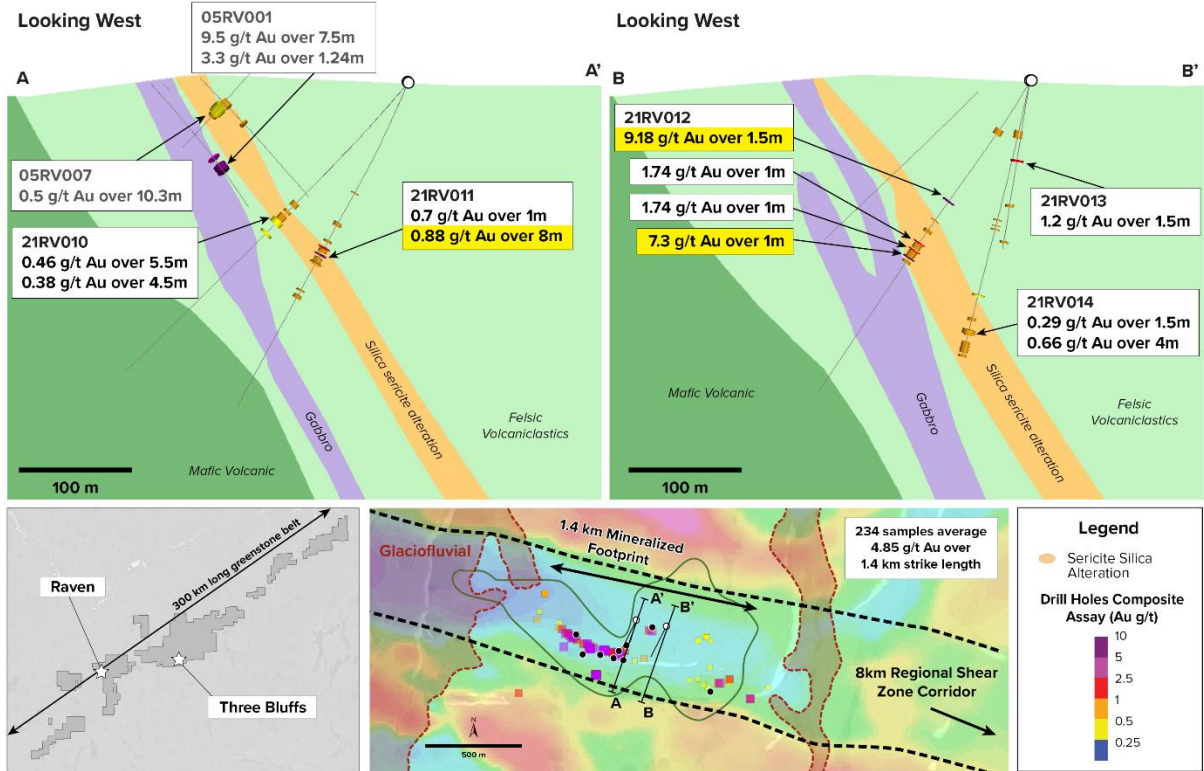 Looking West
05RV001
9.5 g/t Au over 7.5m
3.3 g/t Au over 1.24m
A
A'
05RV007
0.5 g/t Au over 10.3m
21RV010
0.46 g/t Au over 5.5m
0.38 g/t Au over 4.5m
21RV011
0.7 g/t Au over 1m
0.88 g/t Au over 8m
Silica sericite alteration
Gabbro
Felsic
Volcaniclastics
Mafic Volcanic
100 m
Looking West
B
B'
21RV012
9.18 g/t Au over 1.5m
1.74 g/t Au over 1m
1.74 g/t Au over 1m
7.3 g/t Au over 1m
21RV013
1.2 g/t Au over 1.5m
21RV014
0.29 g/t Au over 1.5m
0.66 g/t Au over 4m
Mafic Volcanic
Gabbro
Silica sericite alteration
Felsic
Volcaniclastics
100 m
300 km long greenstone belt
Raven
Three Bluffs
Glaciofluvial
1.4 km Mineralized
Footprint
234 samples average
4.85 g/t Au over
1.4 km strike length
A'
B'
A
B
8km Regional Shear
Zone Corridor
N
500 m
Legend
Sericite Silica
Alteration
Drill Holes Composite
Assay (Au g/t)
10
5
2.5
1
0.5
0.25